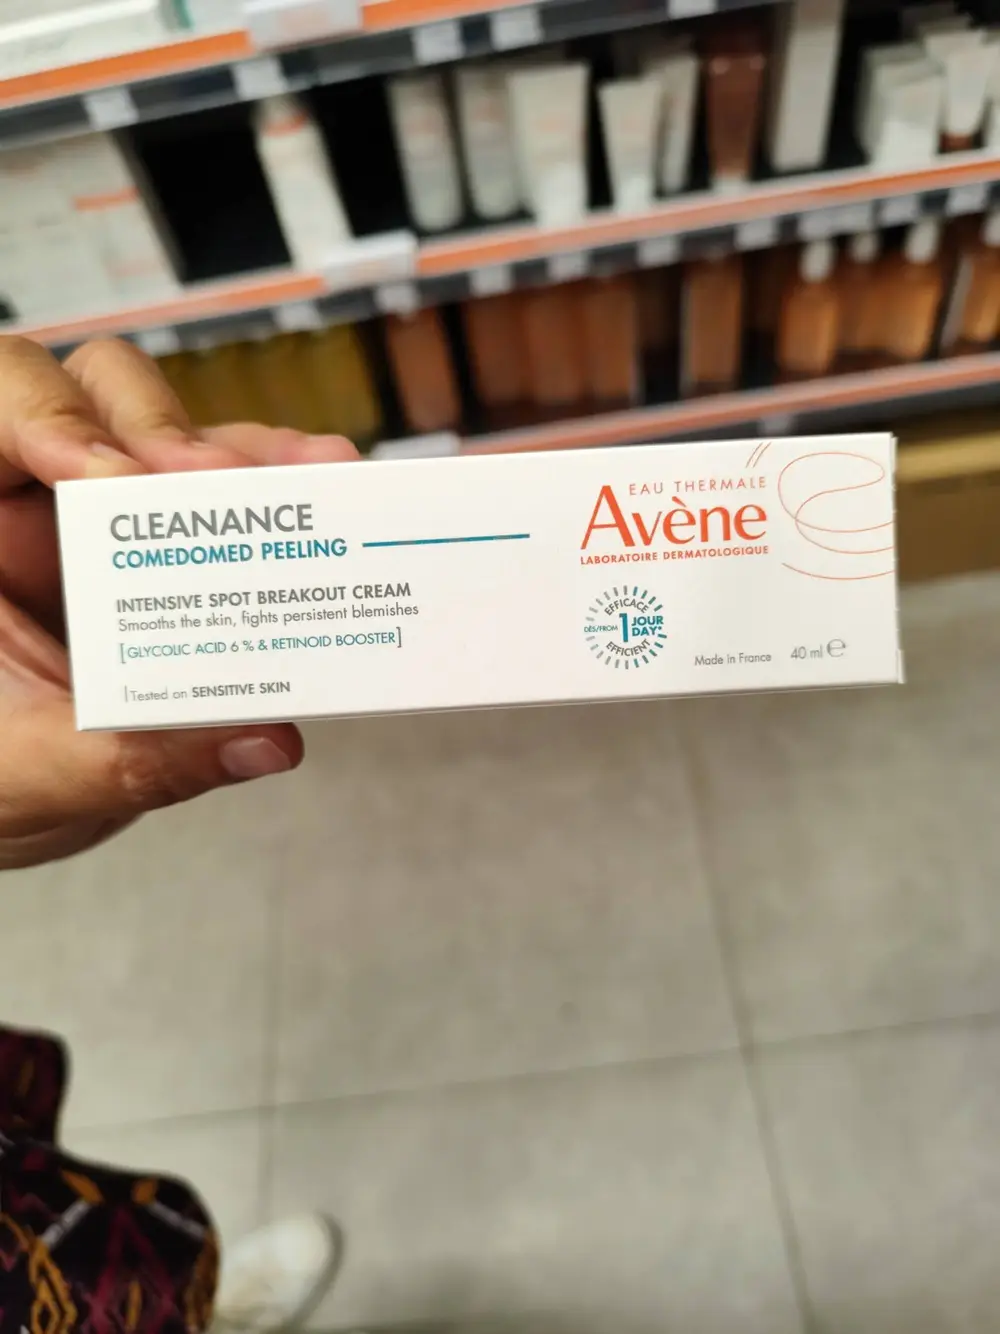 CLEANANCE
COMEDOMED PEELING
INTENSIVE SPOT BREAKOUT CREAM
Smooths the skin, fights persistent blemishes
[GLYCOLIC ACID 6 % & RETINOID BOOSTER]
Tested on SENSITIVE SKIN
EAU THERMALE
Avène
LABORATOIRE DERMATOLOGIQUE
EFFICACE
DÈS/FROM 1 JOUR
DAY*
EFFICIENT
Made in France 40 ml ℮